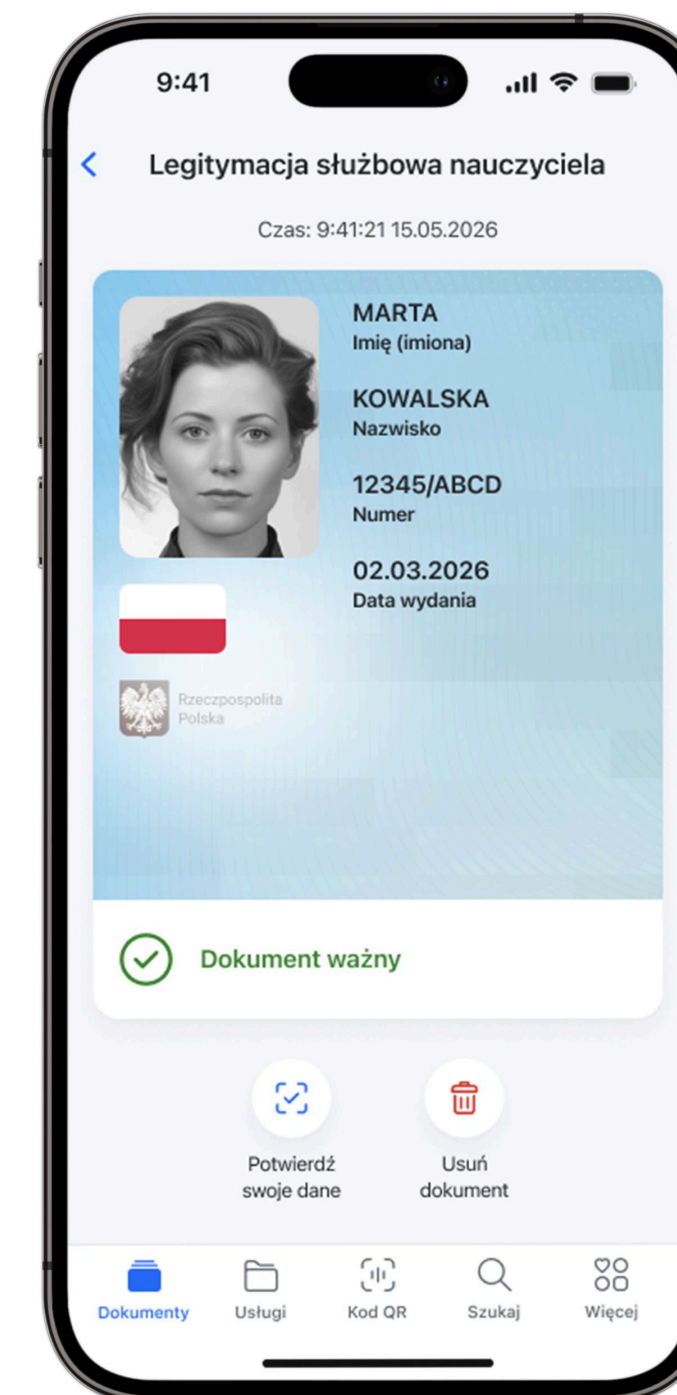 9:41
Legitymacja służbowa nauczyciela
Czas: 9:41:21 15.05.2026
MARTA
Imię (imiona)
KOWALSKA
Nazwisko
12345/ABCD
Numer
02.03.2026
Data wydania
Rzeczpospolita
Polska
Dokument ważny
Potwierdź
swoje dane
Usuń
dokument
Dokumenty
Usługi
Kod QR
Szukaj
Więcej